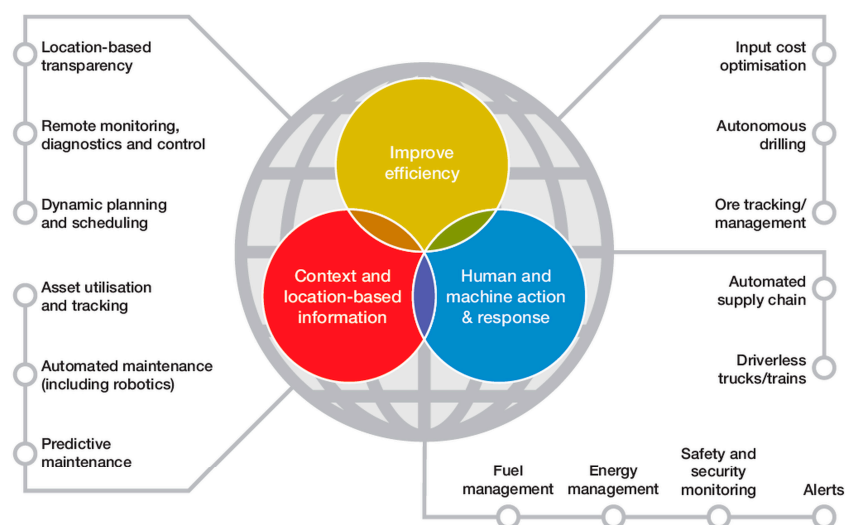 Location-based
transparency
Remote monitoring,
diagnostics and control
Dynamic planning
and scheduling
Asset utilisation
and tracking
Automated maintenance
(including robotics)
Predictive
maintenance
Improve
efficiency
Context and
location-based
information
Human and
machine action
& response
Input cost
optimisation
Autonomous
drilling
Ore tracking/
management
Automated
supply chain
Driverless
trucks/trains
Fuel
management
Energy
management
Safety and
security
monitoring
Alerts